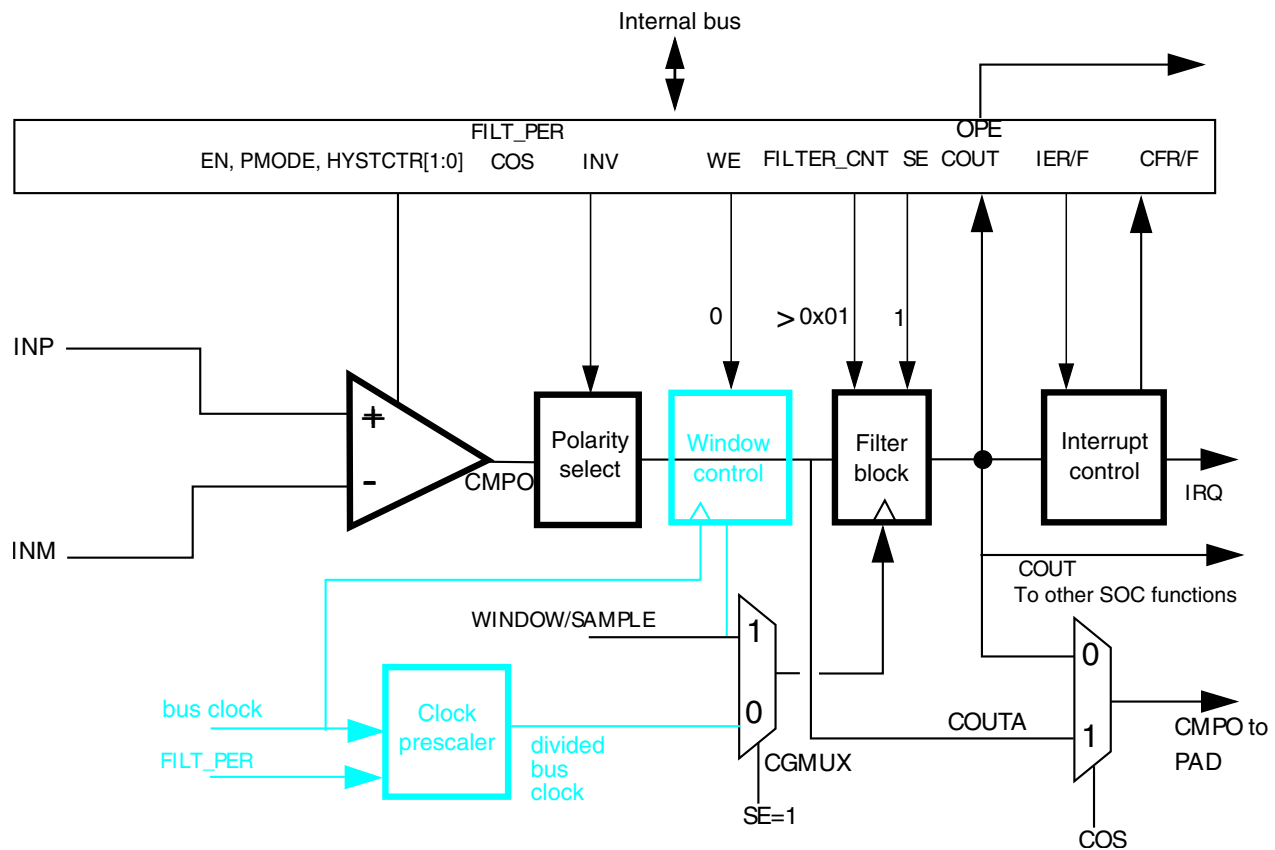 Internal bus
FILT_PER
OPE
EN, PMODE, HYSTCTR[1:0]
COS
INV
WE
FILTER_CNT
SE
COUT
IER/F
CFR/F
0
> 0x01
1
INP
+
-
INM
CMPO
Polarity
select
Window
control
Filter
block
Interrupt
control
IRQ
COUT
To other SOC functions
WINDOW/SAMPLE
1
0
CGMUX
SE=1
bus clock
FILT_PER
Clock
prescaler
divided
bus
clock
COUTA
0
1
CMPO to
PAD
COS